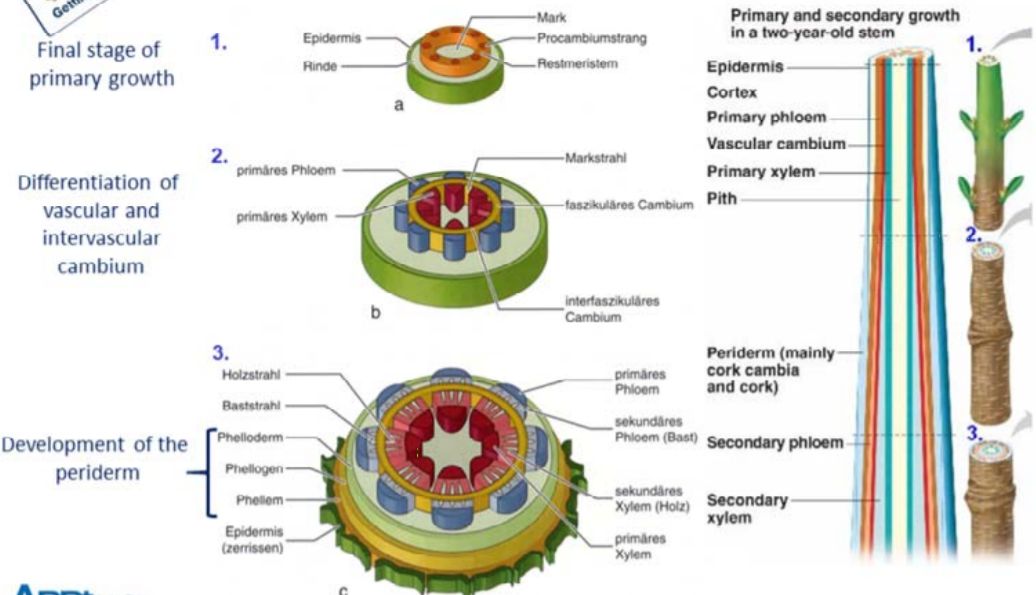 Final stage of
primary growth
1.
Epidermis
Rinde
Mark
Procambiumstrang
Restmeristem
a
Differentiation of
vascular and
intervascular
cambium
2.
primäres Phloem
primäres Xylem
Markstrahl
faszikuläres Cambium
interfaszikuläres
Cambium
b
Development of the
periderm
3.
Holzstrahl
Baststrahl
Phelloderm
Phellogen
Phellem
Epidermis
(zerrissen)
primäres
Phloem
sekundäres
Phloem (Bast)
sekundäres
Xylem (Holz)
primäres
Xylem
c
Primary and secondary growth
in a two-year-old stem
Epidermis
Cortex
Primary phloem
Vascular cambium
Primary xylem
Pith
Periderm (mainly
cork cambia
and cork)
Secondary phloem
Secondary
xylem
1.
2.
3.